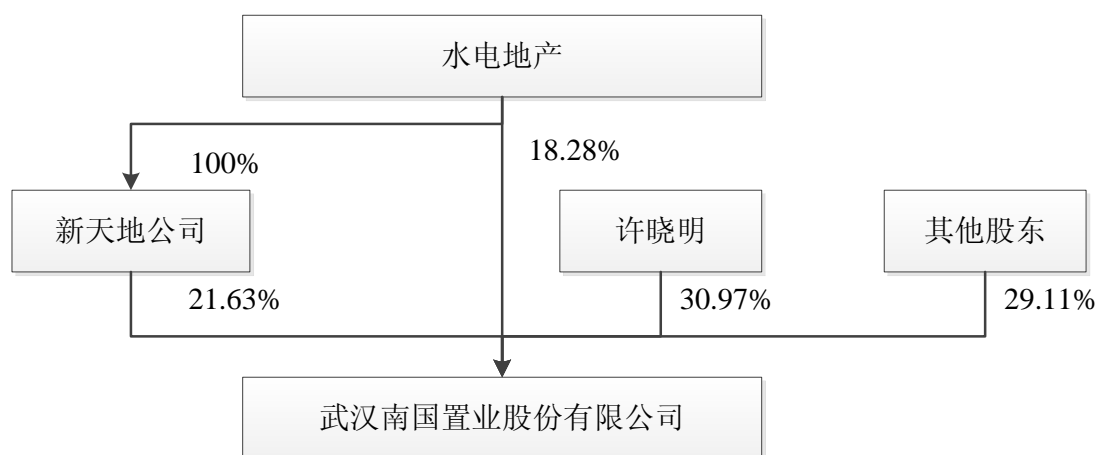 水电地产
100%
18.28%
新天地公司
许晓明
其他股东
21.63%
30.97%
29.11%
武汉南国置业股份有限公司